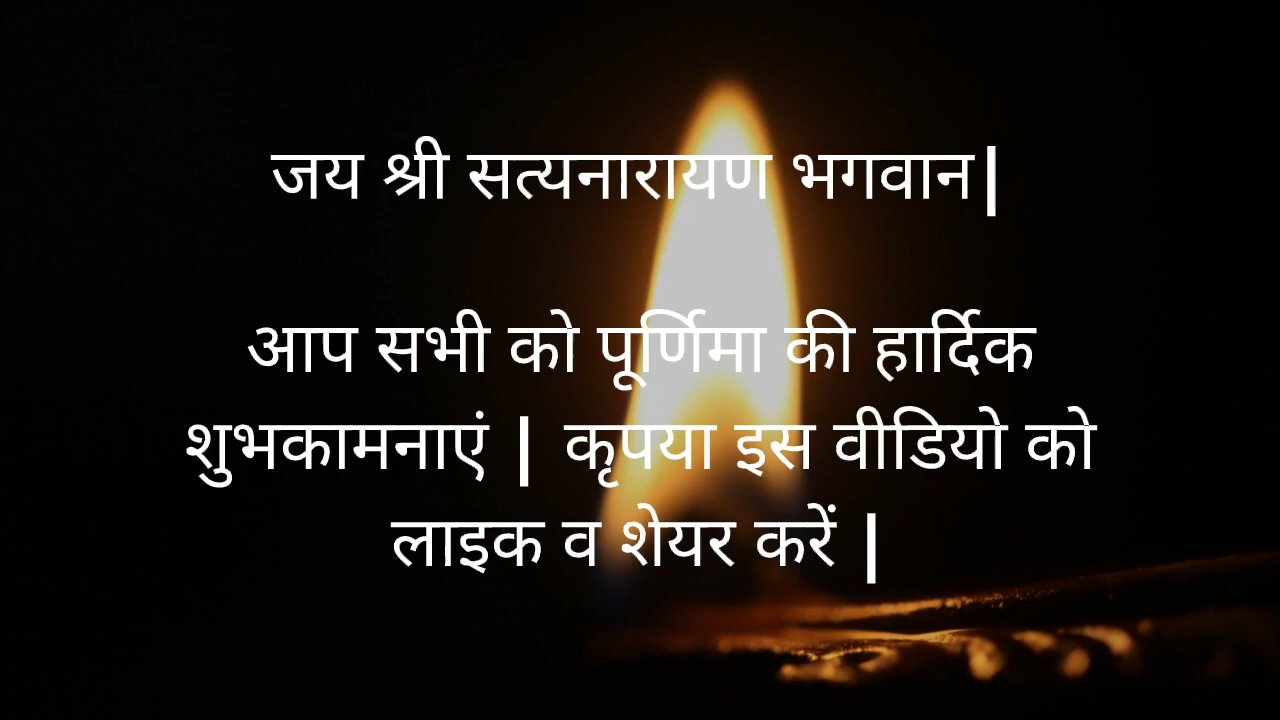 जय श्री सत्यनारायण भगवान|
आप सभी को पूर्णिमा की हार्दिक
शुभकामनाएं | कृपया इस वीडियो को
लाइक व शेयर करें |